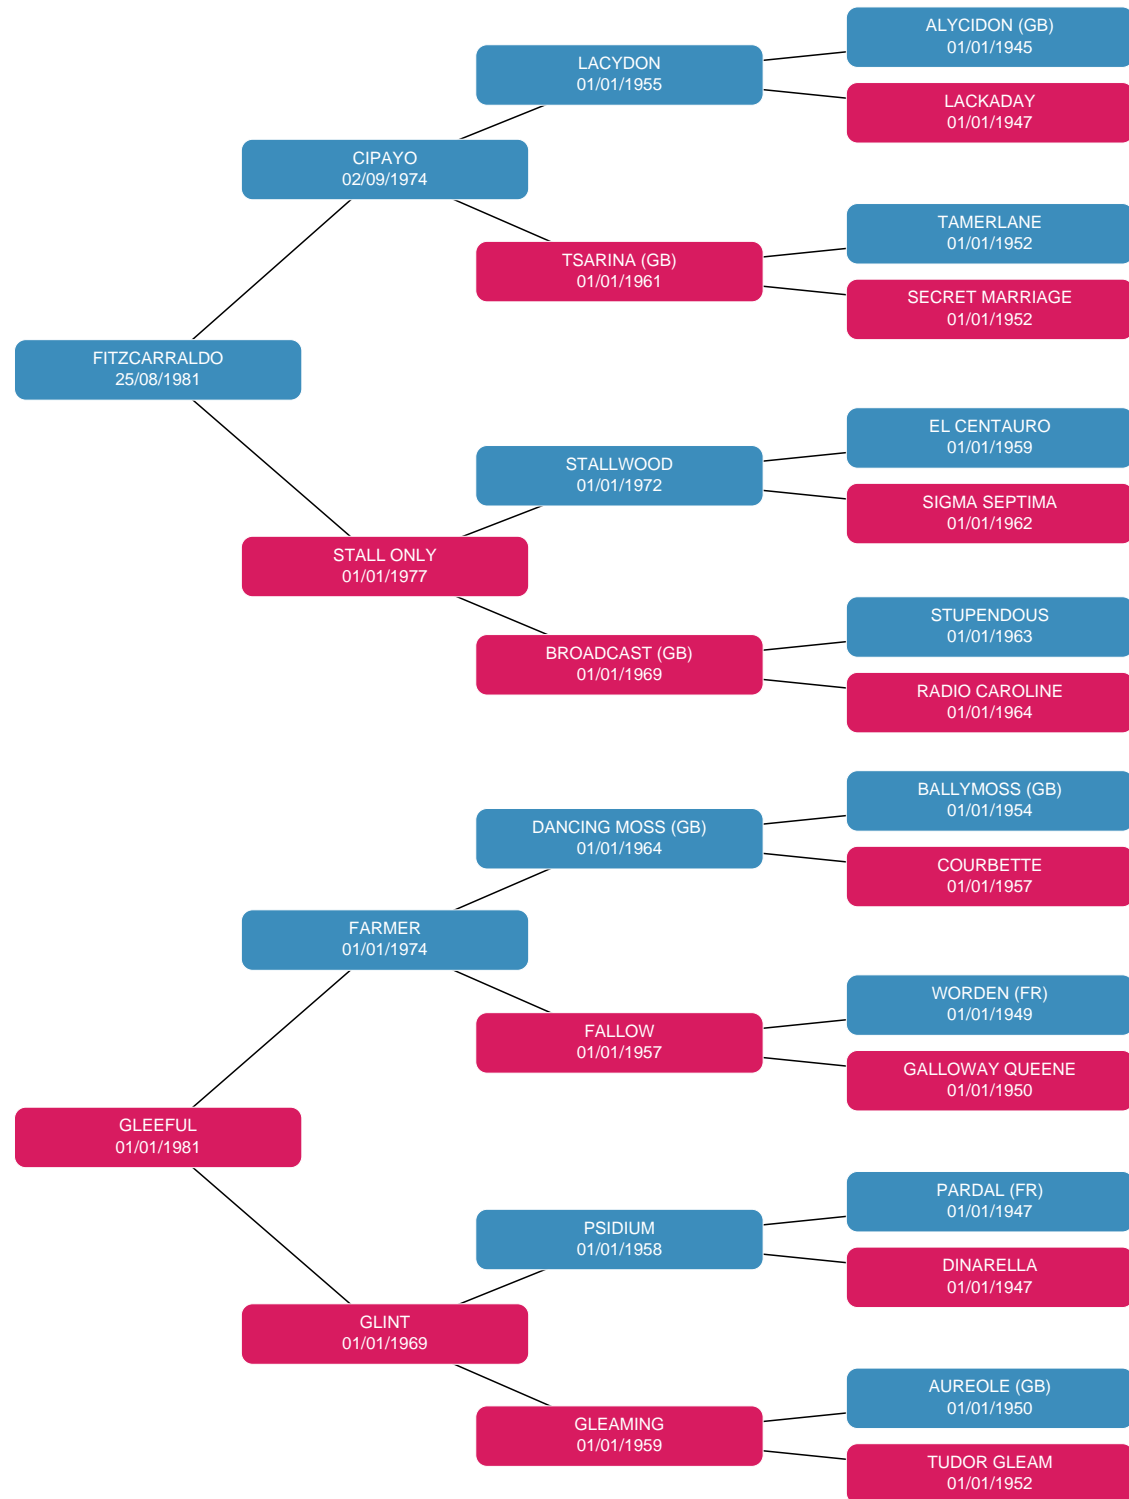 ALYCIDON (GB)
01/01/1945
LACYDON
01/01/1955
LACKADAY
01/01/1947
CIPAYO
02/09/1974
TAMERLANE
01/01/1952
TSARINA (GB)
01/01/1961
SECRET MARRIAGE
01/01/1952
FITZCARRALDO
25/08/1981
EL CENTAURO
01/01/1959
STALLWOOD
01/01/1972
SIGMA SEPTIMA
01/01/1962
STALL ONLY
01/01/1977
STUPENDOUS
01/01/1963
BROADCAST (GB)
01/01/1969
RADIO CAROLINE
01/01/1964
BALLYMOSS (GB)
01/01/1954
DANCING MOSS (GB)
01/01/1964
COURBETTE
01/01/1957
FARMER
01/01/1974
WORDEN (FR)
01/01/1949
FALLOW
01/01/1957
GALLOWAY QUEENE
01/01/1950
GLEEFUL
01/01/1981
PARDAL (FR)
01/01/1947
PSIDIUM
01/01/1958
DINARELLA
01/01/1947
GLINT
01/01/1969
AUREOLE (GB)
01/01/1950
GLEAMING
01/01/1959
TUDOR GLEAM
01/01/1952